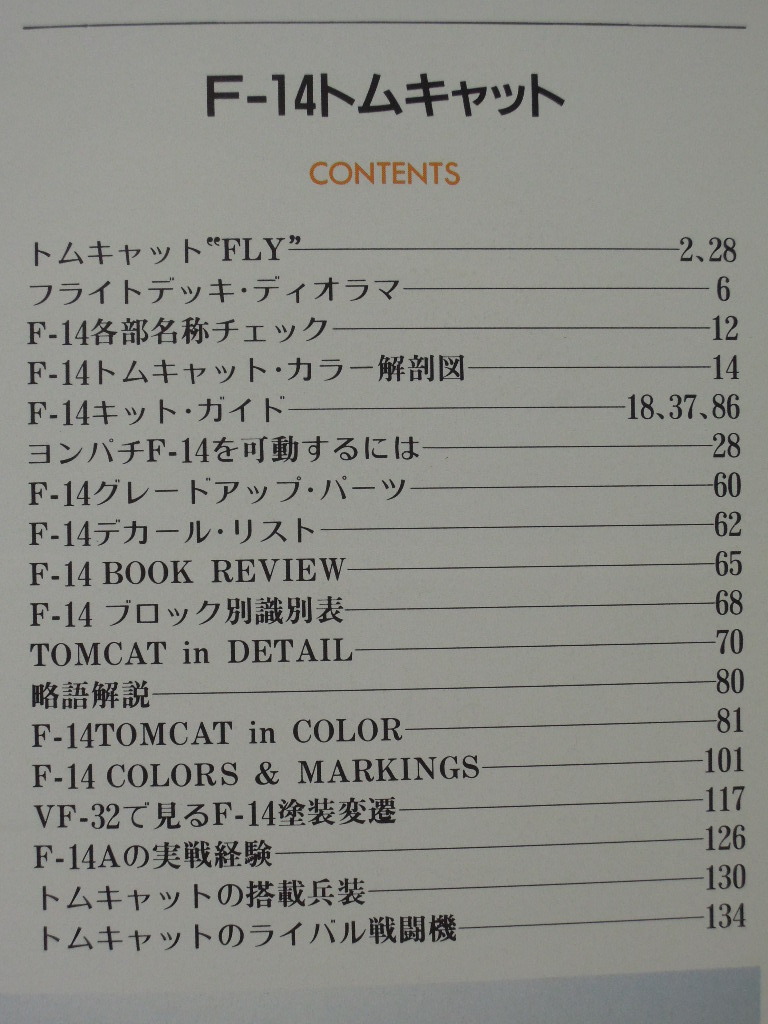 F-14トムキャット
CONTENTS
トムキャット“FLY” 2、28
フライトデッキ・ディオラマ 6
F-14各部名称チェック 12
F-14トムキャット・カラー解剖図 14
F-14キット・ガイド 18、37、86
ヨンパチF-14を可動するには 28
F-14グレードアップ・パーツ 60
F-14デカール・リスト 62
F-14 BOOK REVIEW 65
F-14 ブロック別識別表 68
TOMCAT in DETAIL 70
略語解説 80
F-14TOMCAT in COLOR 81
F-14 COLORS & MARKINGS 101
VF-32で見るF-14塗装変遷 117
F-14Aの実戦経験 126
トムキャットの搭載兵装 130
トムキャットのライバル戦闘機 134